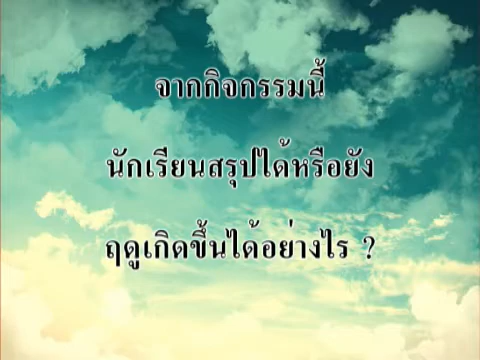 จากกิจกรรมนี้
นักเรียนสรุปได้หรือยัง
ฤดูเกิดขึ้นได้อย่างไร ?